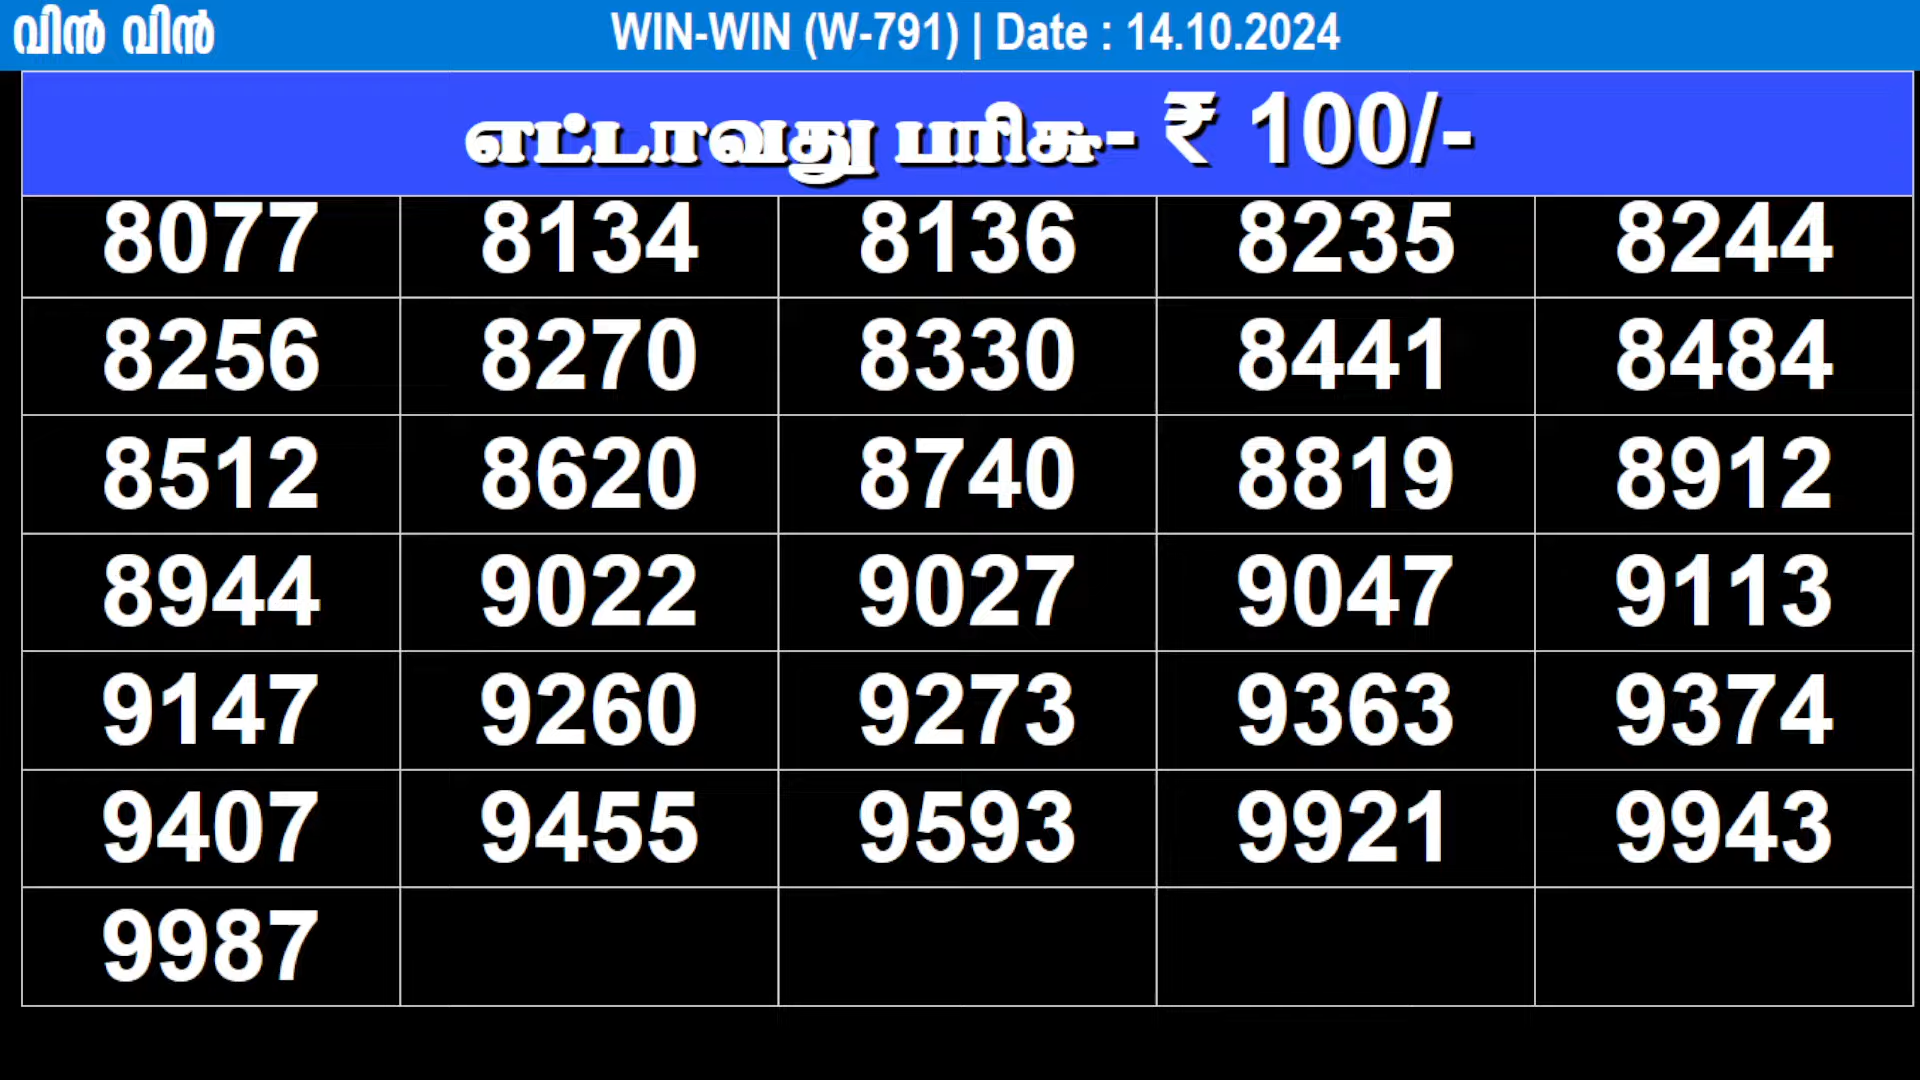 വിൻ വിൻ
WIN-WIN (W-791) | Date : 14.10.2024
எட்டாவது பரிசு- ₹ 100/-
8077 8134 8136 8235 8244
8256 8270 8330 8441 8484
8512 8620 8740 8819 8912
8944 9022 9027 9047 9113
9147 9260 9273 9363 9374
9407 9455 9593 9921 9943
9987